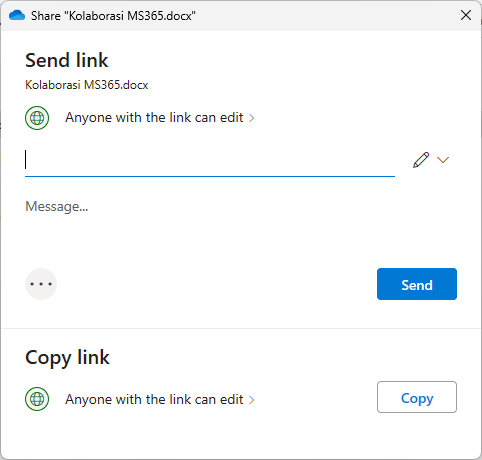 Share "Kolaborasi MS365.docx"
Send link
Kolaborasi MS365.docx
Anyone with the link can edit
Message...
Send
Copy link
Anyone with the link can edit
Copy